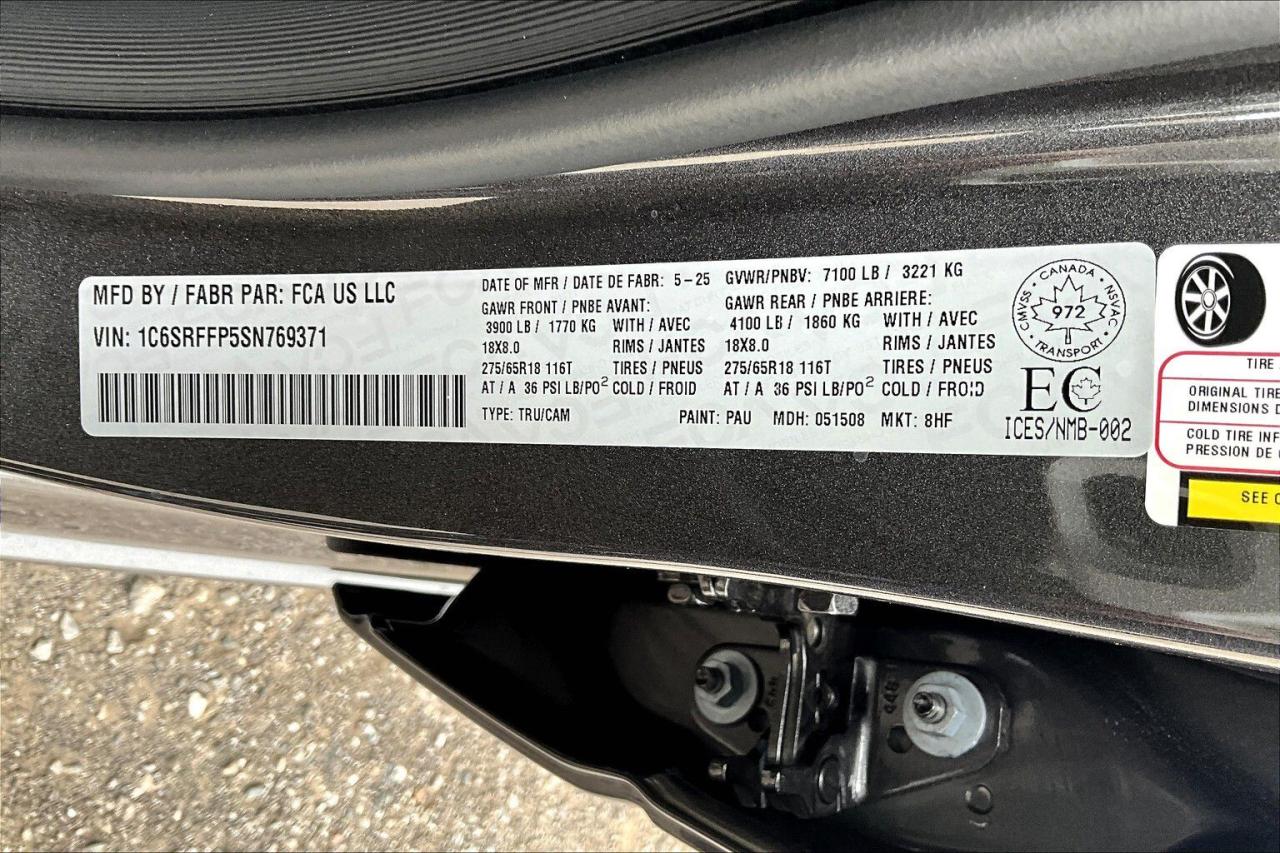 MFD BY / FABR PAR: FCA US LLC
VIN: 1C6SRFFP5SN769371
DATE OF MFR / DATE DE FABR: 5-25 GVWR/PNBV: 7100 LB / 3221 KG
GAWR FRONT / PNBE AVANT: GAWR REAR / PNBE ARRIERE:
3900 LB / 1770 KG WITH / AVEC 4100 LB / 1860 KG WITH / AVEC
18X8.0 RIMS / JANTES 18X8.0 RIMS / JANTES
275/65R18 116T TIRES / PNEUS 275/65R18 116T TIRES / PNEUS
AT / A 36 PSI LB/PO² COLD / FROID AT / A 36 PSI LB/PO² COLD / FROID
TYPE: TRU/CAM PAINT: PAU MDH: 051508 MKT: 8HF
CANADA
CMVSS 972 NSVAC
TRANSPORT
EC
ICES/NMB-002
TIRE
ORIGINAL TIRE
DIMENSIONS D
COLD TIRE INF
PRESSION DE
SEE
448